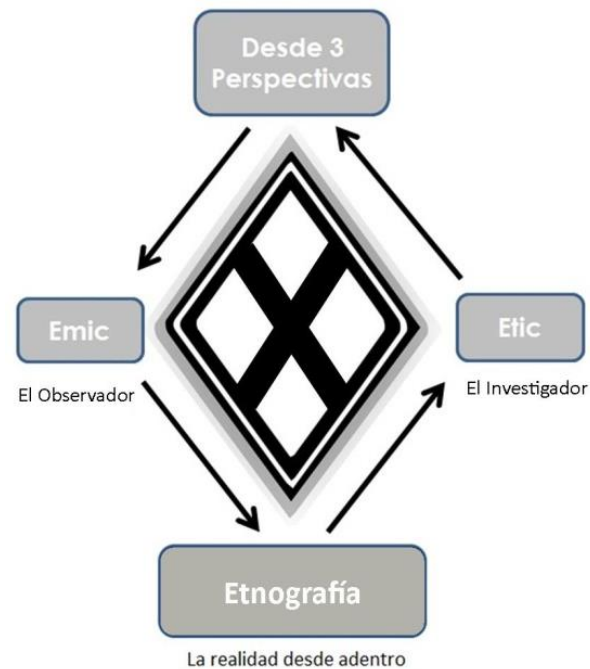 Desde 3
Perspectivas
Emic
Etic
El Observador
El Investigador
Etnografía
La realidad desde adentro